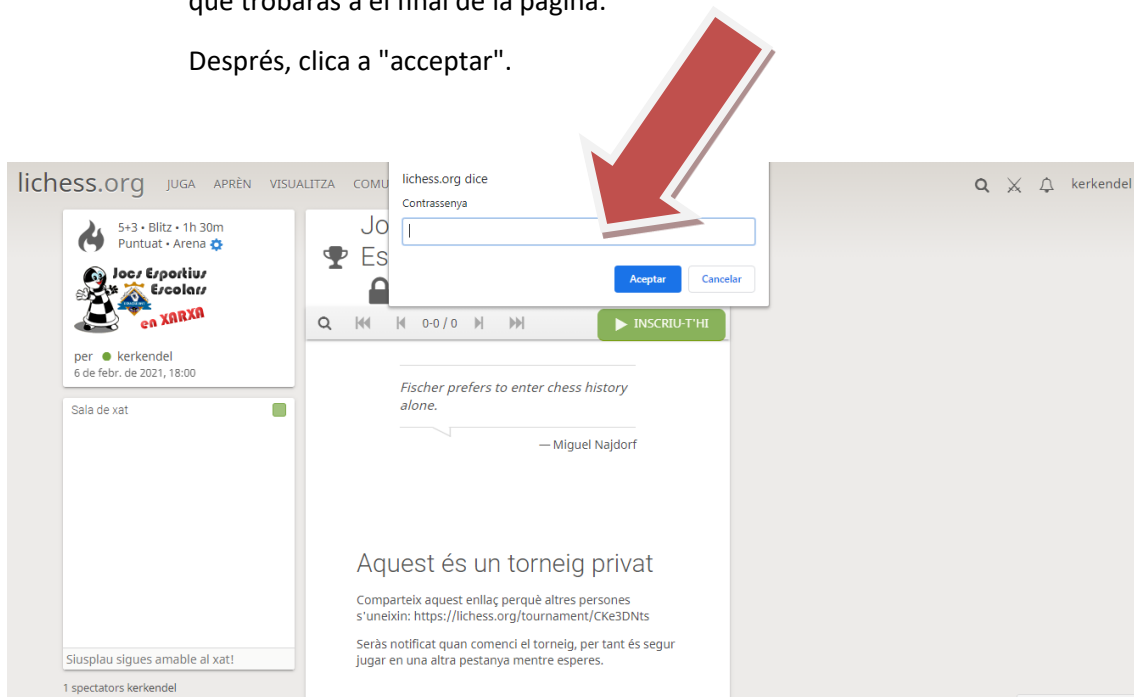 que trobaràs a el final de la pàgina.
Després, clica a "acceptar".
lichess.org JUGA APRÈN VISUALITZA COMU kerkendel
lichess.org dice
Contrassenya
Aceptar Cancelar
5+3 • Blitz • 1h 30m
Puntuat • Arena
Jocs Esportius
Escolars
en XARXA
per kerkendel
6 de febr. de 2021, 18:00
Jo
Es
0-0 / 0
INSCRIU-T'HI
Fischer prefers to enter chess history
alone.
— Miguel Najdorf
Sala de xat
Siusplau sigues amable al xat!
1 spectators kerkendel
Aquest és un torneig privat
Comparteix aquest enllaç perquè altres persones
s'uneixin: https://lichess.org/tournament/CKe3DNts
Seràs notificat quan comenci el torneig, per tant és segur
jugar en una altra pestanya mentre esperes.